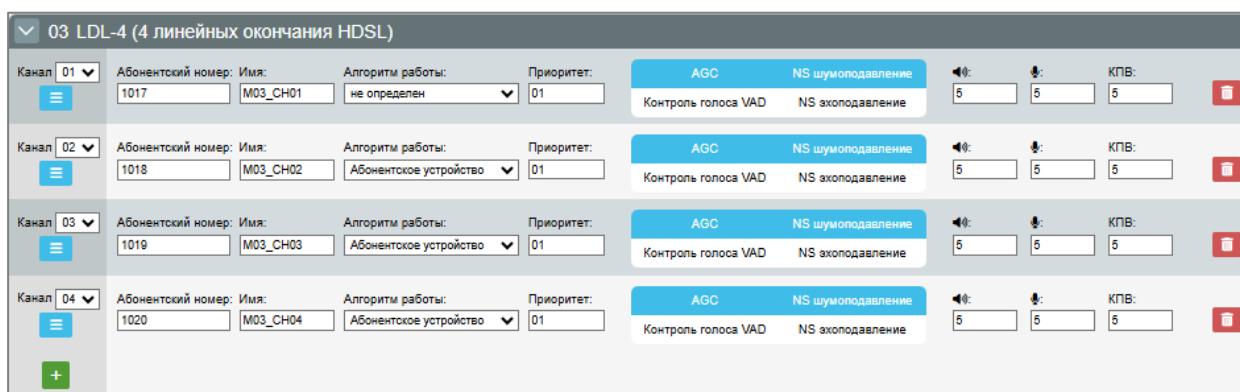 03 LDL-4 (4 линейных окончания HDSL)
Канал 01 Абонентский номер: Имя: Алгоритм работы: Приоритет: AGC NS шумоподавление КПВ:
1017 M03_CH01 не определен 01 Контроль голоса VAD NS эхоподавление 5 5 5
Канал 02 Абонентский номер: Имя: Алгоритм работы: Приоритет: AGC NS шумоподавление КПВ:
1018 M03_CH02 Абонентское устройство 01 Контроль голоса VAD NS эхоподавление 5 5 5
Канал 03 Абонентский номер: Имя: Алгоритм работы: Приоритет: AGC NS шумоподавление КПВ:
1019 M03_CH03 Абонентское устройство 01 Контроль голоса VAD NS эхоподавление 5 5 5
Канал 04 Абонентский номер: Имя: Алгоритм работы: Приоритет: AGC NS шумоподавление КПВ:
1020 M03_CH04 Абонентское устройство 01 Контроль голоса VAD NS эхоподавление 5 5 5